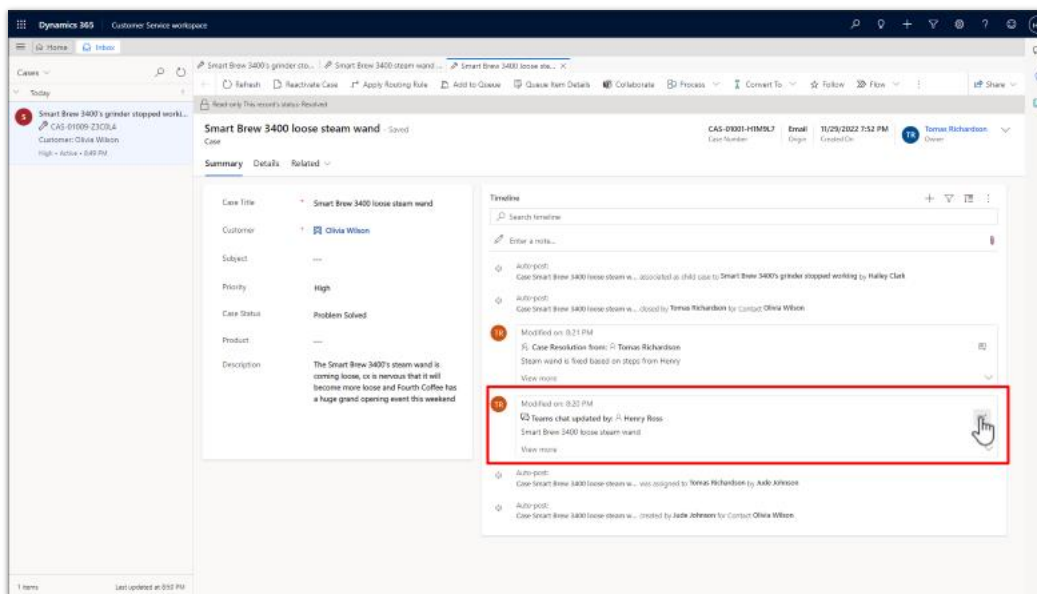 Dynamics 365 Customer Service workspace
Home Inbox
Cases
Today
S
Smart Brew 3400's grinder stopped worki...
CAS-01009-Z3C0L4
Customer: Olivia Wilson
High • Active • 8:49 PM
1 items Last updated at 8:50 PM
Smart Brew 3400's grinder sto... Smart Brew 3400 steam wand ... Smart Brew 3400 loose ste...
Refresh Reactivate Case Apply Routing Rule Add to Queue Queue Item Details Collaborate Process Convert To Follow Flow Share
Read-only This record's status: Resolved
Smart Brew 3400 loose steam wand - Saved
Case
CAS-01001-H1M9L7 Email 11/29/2022 7:52 PM TR Tomas Richardson
Case Number Origin Created On Owner
Summary Details Related
Case Title * Smart Brew 3400 loose steam wand
Customer * Olivia Wilson
Subject ---
Priority High
Case Status Problem Solved
Product ---
Description The Smart Brew 3400's steam wand is
coming loose, cx is nervous that it will
become more loose and Fourth Coffee has
a huge grand opening event this weekend
Timeline
Search timeline
Enter a note...
Auto-post:
Case Smart Brew 3400 loose steam w... associated as child case to Smart Brew 3400's grinder stopped working by Hailey Clark
Auto-post:
Case Smart Brew 3400 loose steam w... closed by Tomas Richardson for Contact Olivia Wilson.
TR
Modified on: 8:21 PM
Case Resolution from: Tomas Richardson
Steam wand is fixed based on steps from Henry
View more
TR
Modified on: 8:20 PM
Teams chat updated by: Henry Ross
Smart Brew 3400 loose steam wand
View more
Auto-post:
Case Smart Brew 3400 loose steam w... was assigned to Tomas Richardson by Jude Johnson
Auto-post:
Case Smart Brew 3400 loose steam w... created by Jude Johnson for Contact Olivia Wilson.